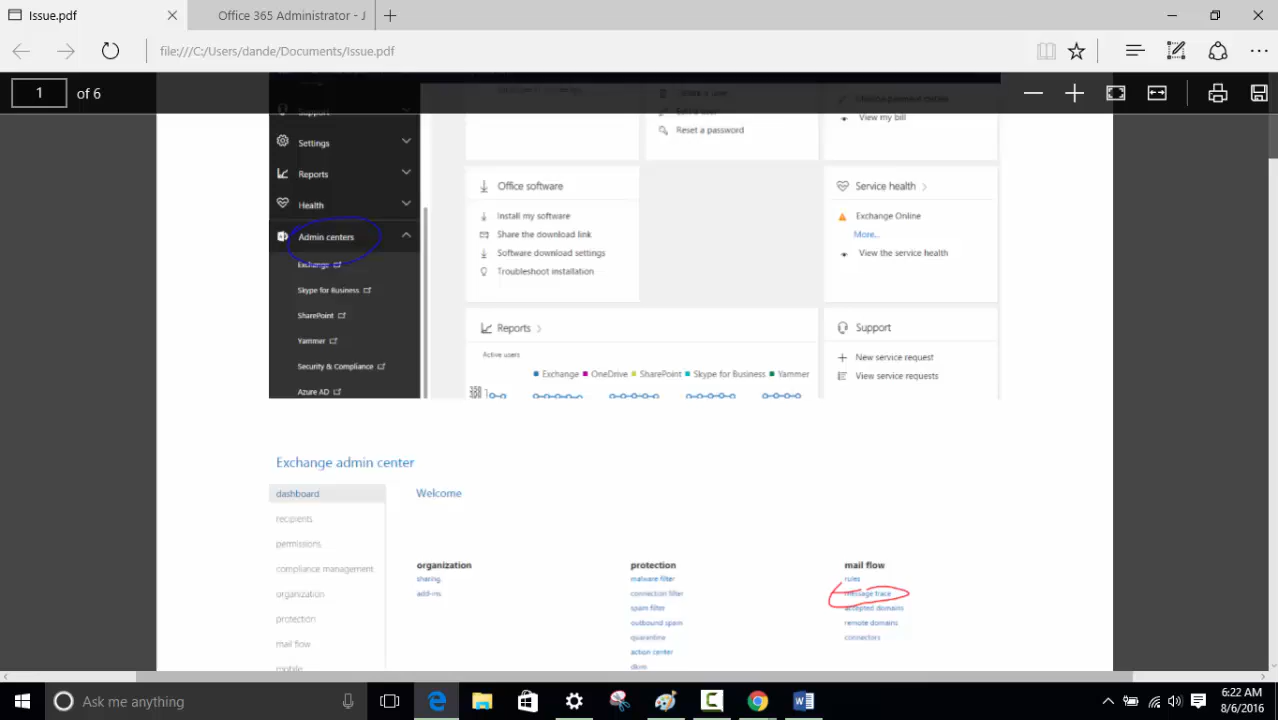 Issue.pdf
Office 365 Administration - J
file:///C:/Users/dande/Documents/Issue.pdf
1 of 6
Support
Settings
Reports
Health
Admin centers
Exchange
Skype for Business
SharePoint
Yammer
Security & Compliance
Azure AD
Edit a user
Reset a password
View my bill
Office software
Install my software
Share the download link
Software download settings
Troubleshoot installation
Service health
Exchange Online
More...
View the service health
Reports
Active users
Exchange OneDrive SharePoint Skype for Business Yammer
Support
New service request
View service requests
Exchange admin center
dashboard
recipients
permissions
compliance management
organization
protection
mail flow
mobile
Welcome
organization
sharing
add-ins
protection
malware filter
connection filter
spam filter
outbound spam
quarantine
action center
dkim
mail flow
rules
message trace
accepted domains
remote domains
connectors
Ask me anything
6:22 AM
8/6/2016